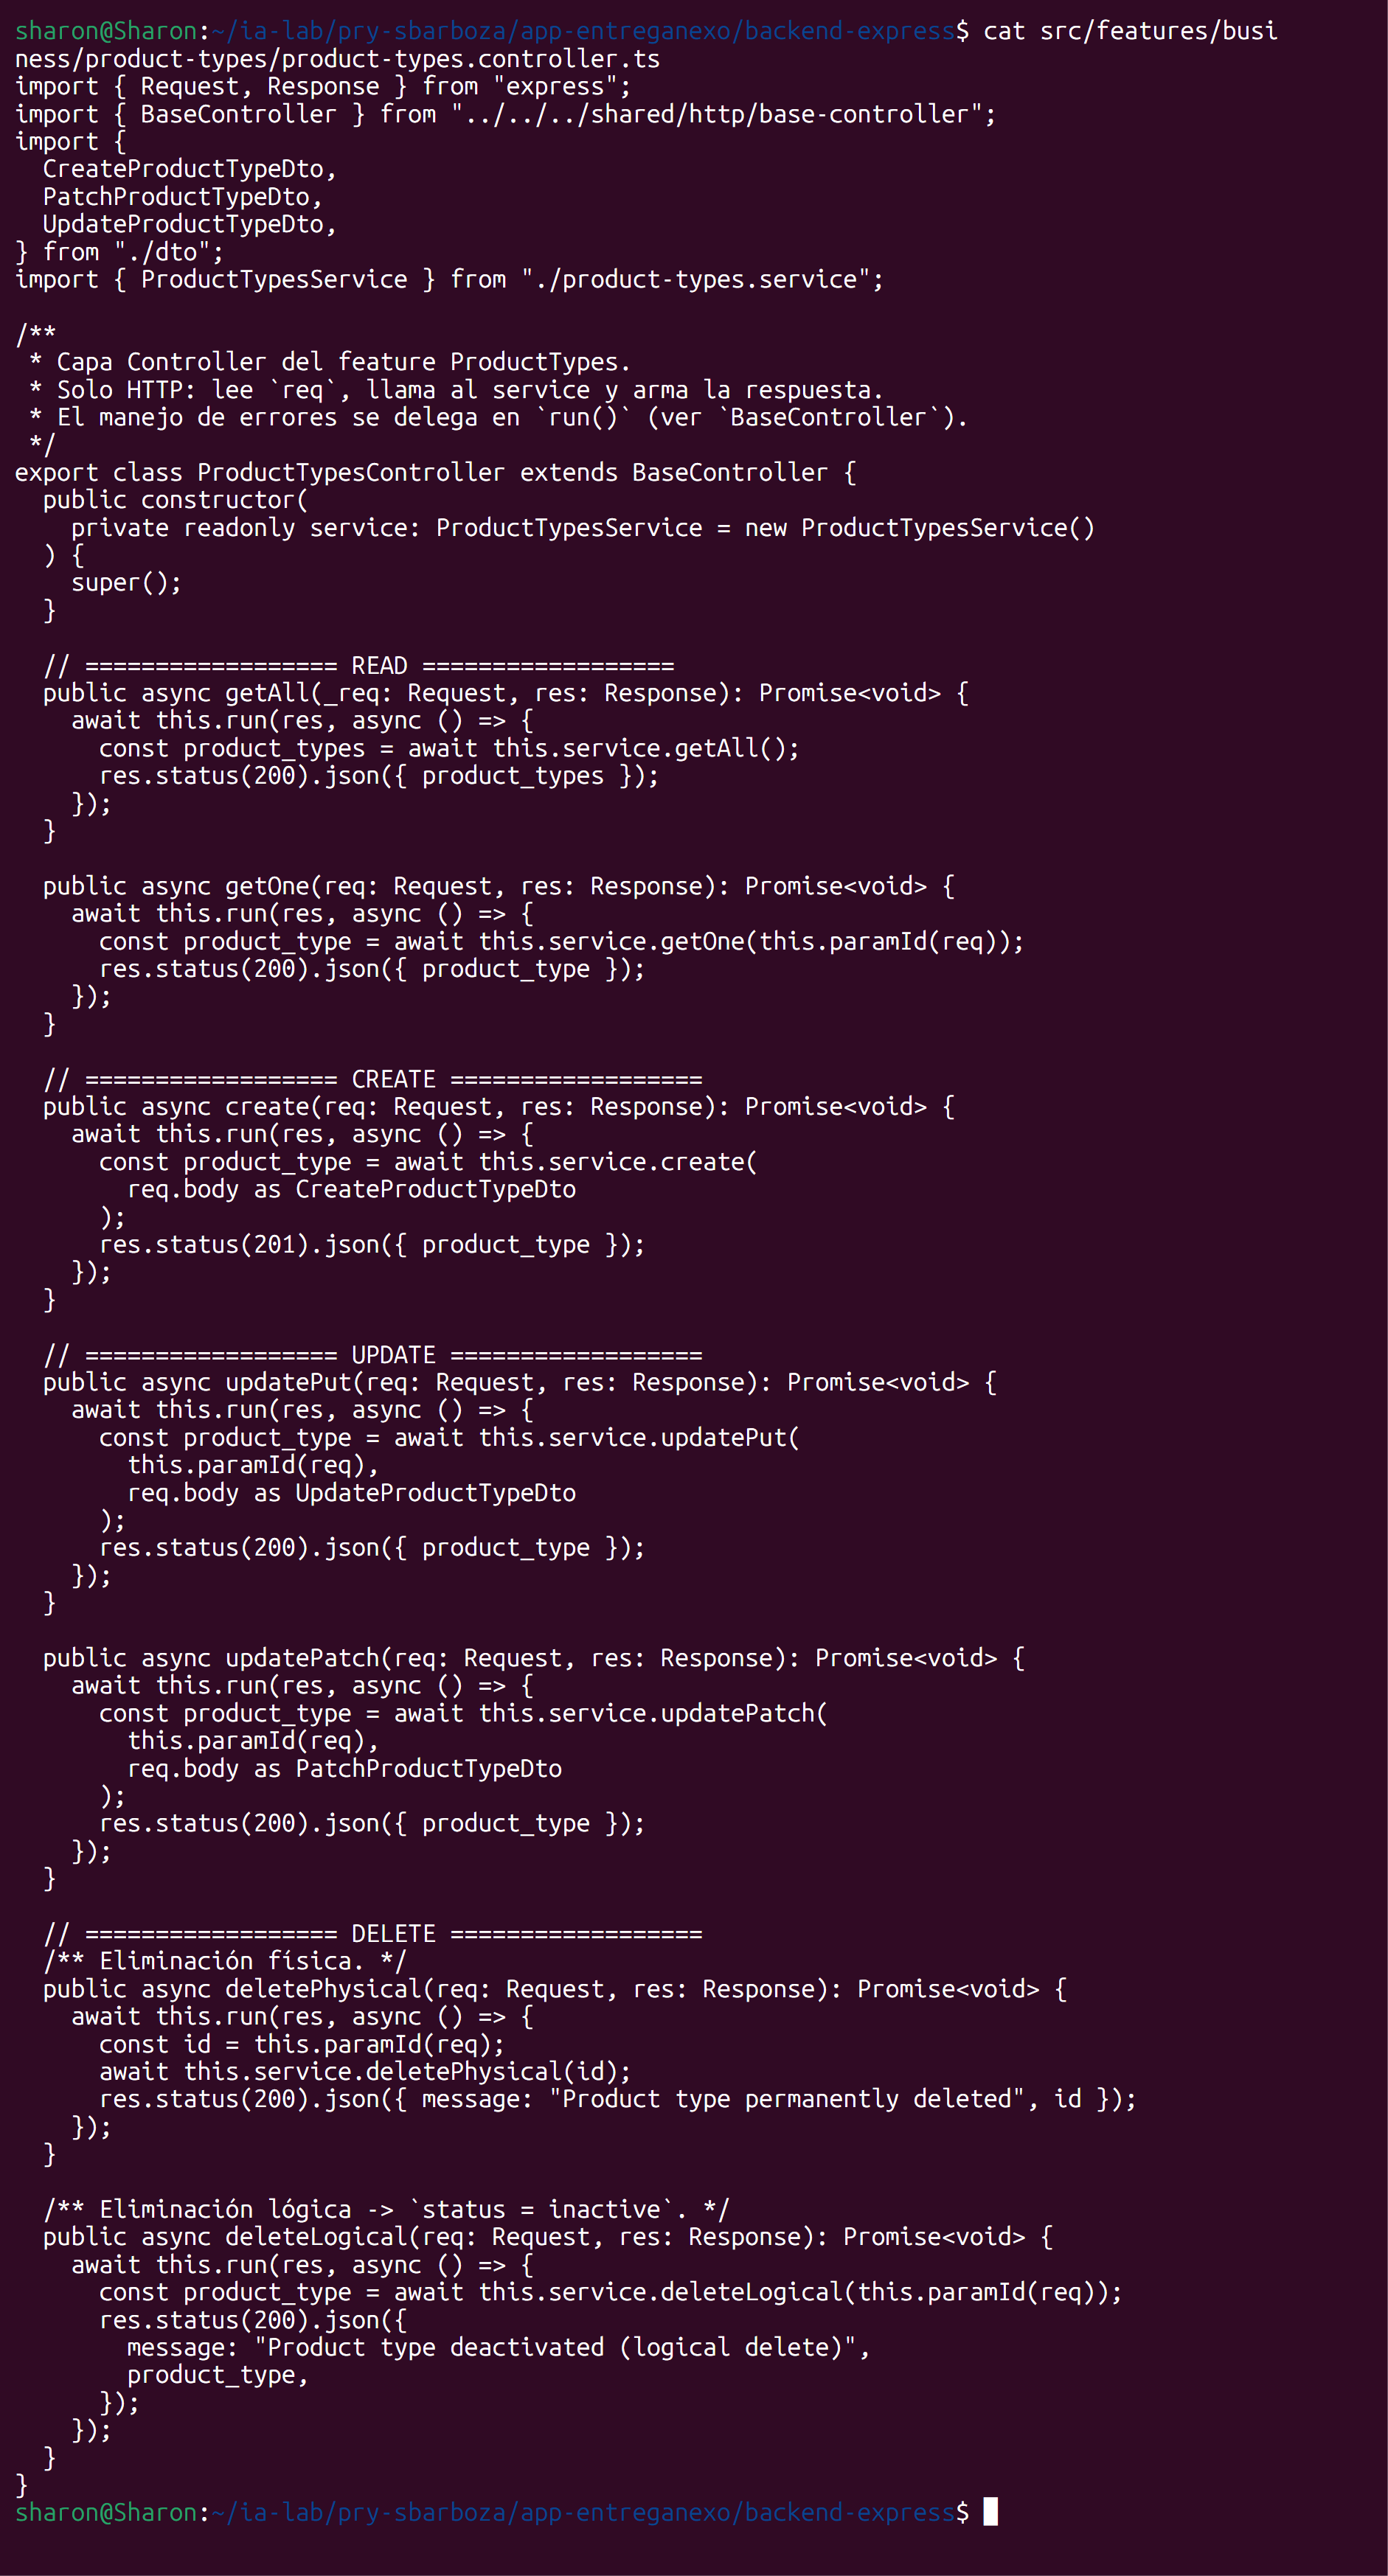 sharon@Sharon:~/ia-lab/pry-sbarboza/app-entreganexo/backend-express$ cat src/features/busi
ness/product-types/product-types.controller.ts
import { Request, Response } from "express";
import { BaseController } from "../../../shared/http/base-controller";
import {
  CreateProductTypeDto,
  PatchProductTypeDto,
  UpdateProductTypeDto,
} from "./dto";
import { ProductTypesService } from "./product-types.service";

/**
 * Capa Controller del feature ProductTypes.
 * Solo HTTP: lee `req`, llama al service y arma la respuesta.
 * El manejo de errores se delega en `run()` (ver `BaseController`).
 */
export class ProductTypesController extends BaseController {
  public constructor(
    private readonly service: ProductTypesService = new ProductTypesService()
  ) {
    super();
  }

  // ================== READ ==================
  public async getAll(_req: Request, res: Response): Promise<void> {
    await this.run(res, async () => {
      const product_types = await this.service.getAll();
      res.status(200).json({ product_types });
    });
  }

  public async getOne(req: Request, res: Response): Promise<void> {
    await this.run(res, async () => {
      const product_type = await this.service.getOne(this.paramId(req));
      res.status(200).json({ product_type });
    });
  }

  // ================== CREATE ==================
  public async create(req: Request, res: Response): Promise<void> {
    await this.run(res, async () => {
      const product_type = await this.service.create(
        req.body as CreateProductTypeDto
      );
      res.status(201).json({ product_type });
    });
  }

  // ================== UPDATE ==================
  public async updatePut(req: Request, res: Response): Promise<void> {
    await this.run(res, async () => {
      const product_type = await this.service.updatePut(
        this.paramId(req),
        req.body as UpdateProductTypeDto
      );
      res.status(200).json({ product_type });
    });
  }

  public async updatePatch(req: Request, res: Response): Promise<void> {
    await this.run(res, async () => {
      const product_type = await this.service.updatePatch(
        this.paramId(req),
        req.body as PatchProductTypeDto
      );
      res.status(200).json({ product_type });
    });
  }

  // ================== DELETE ==================
  /** Eliminación física. */
  public async deletePhysical(req: Request, res: Response): Promise<void> {
    await this.run(res, async () => {
      const id = this.paramId(req);
      await this.service.deletePhysical(id);
      res.status(200).json({ message: "Product type permanently deleted", id });
    });
  }

  /** Eliminación lógica -> `status = inactive`. */
  public async deleteLogical(req: Request, res: Response): Promise<void> {
    await this.run(res, async () => {
      const product_type = await this.service.deleteLogical(this.paramId(req));
      res.status(200).json({
        message: "Product type deactivated (logical delete)",
        product_type,
      });
    });
  }
}
sharon@Sharon:~/ia-lab/pry-sbarboza/app-entreganexo/backend-express$